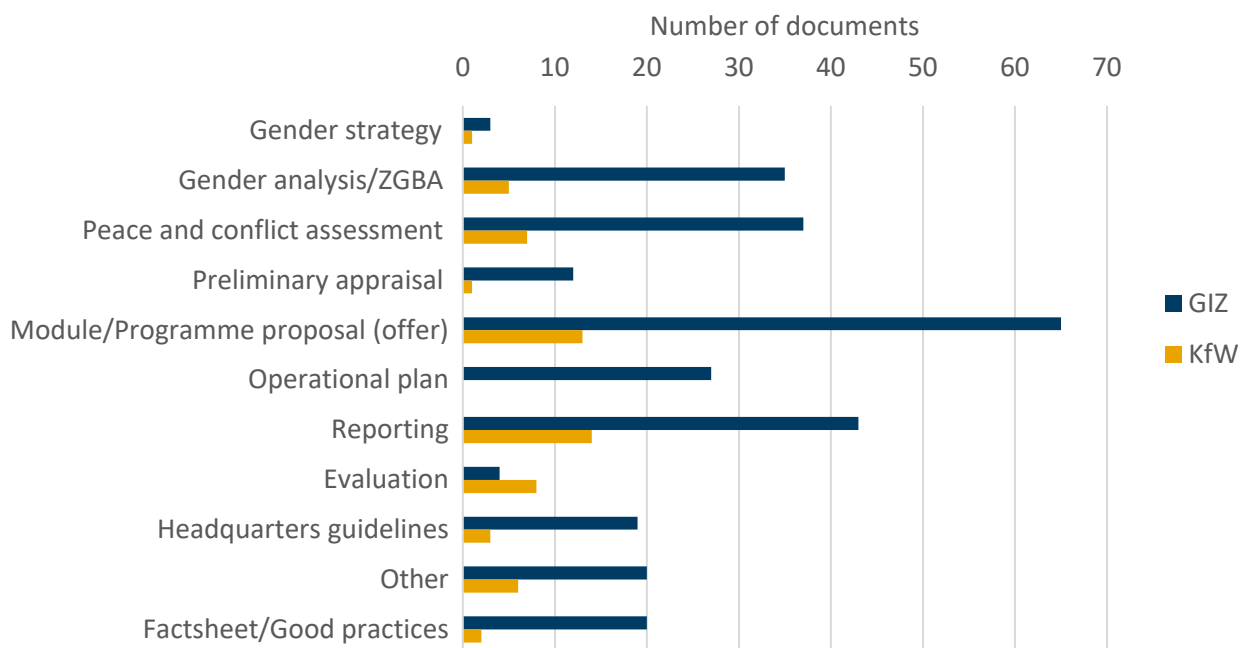 Number of documents
0 10 20 30 40 50 60 70
Gender strategy
Gender analysis/ZGBA
Peace and conflict assessment
Preliminary appraisal
Module/Programme proposal (offer)
Operational plan
Reporting
Evaluation
Headquarters guidelines
Other
Factsheet/Good practices
GIZ
KfW